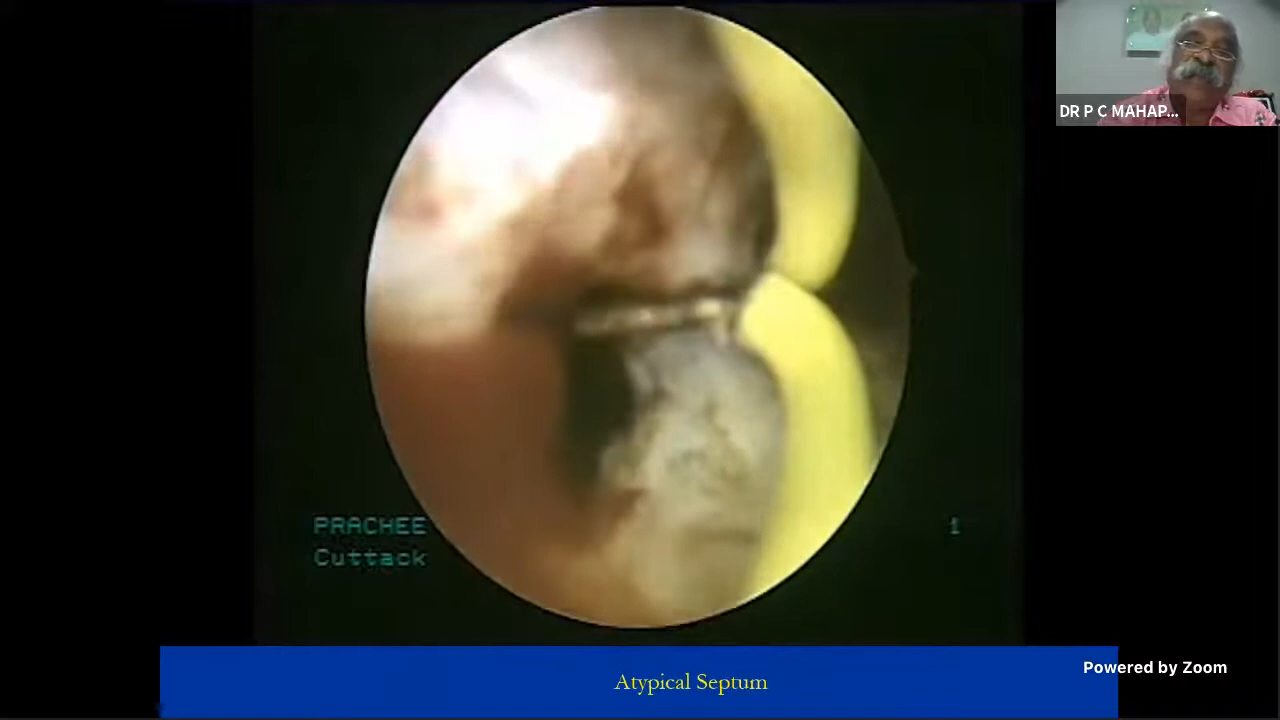 DR P C MAHAP...
PRACHEE
1
Cuttack
Atypical Septum
Powered by Zoom